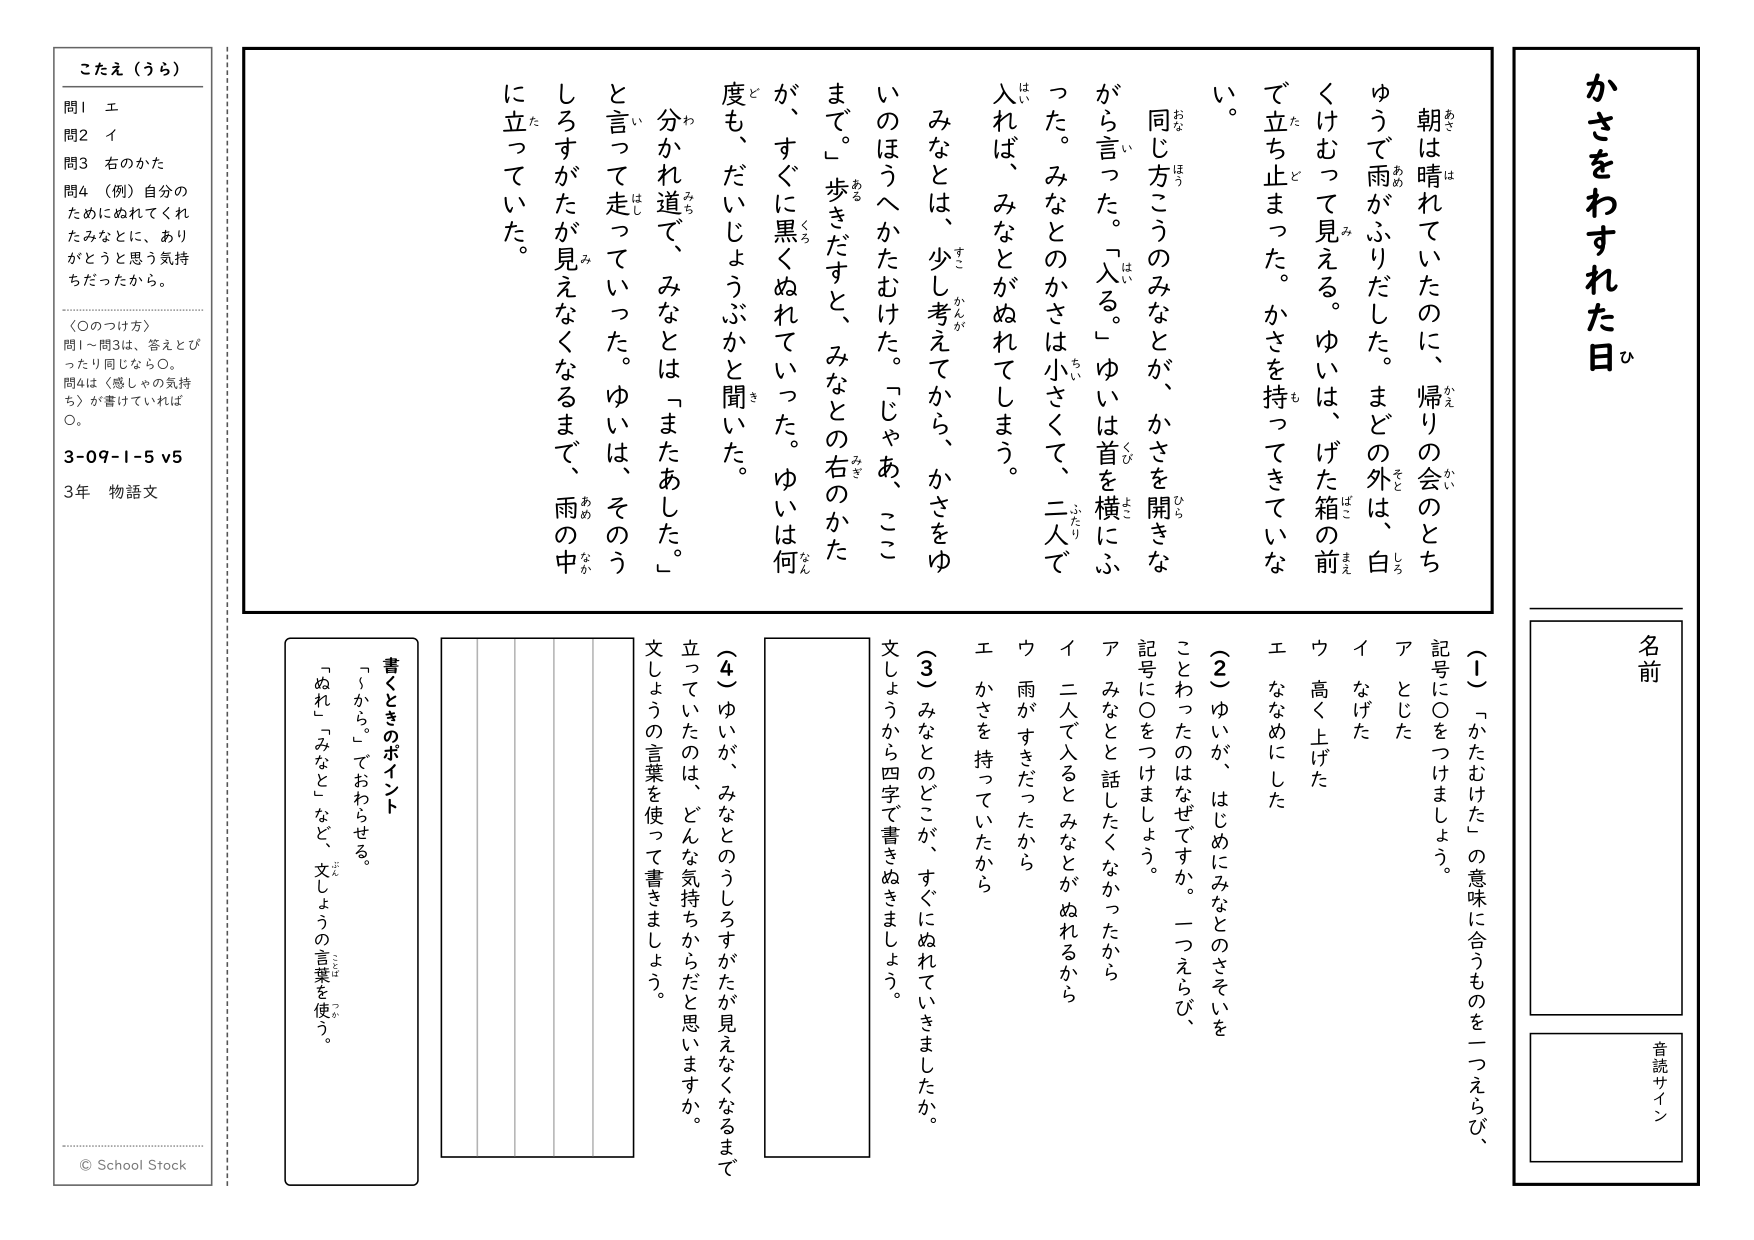 かさをわすれた日
名前
音読サイン
朝は晴れていたのに、帰りの会のとち
ゅうで雨がふりだした。まどの外は、白
くけむって見える。ゆいは、げた箱の前
で立ち止まった。かさを持ってきていな
い。
同じ方こうのみなとが、かさを開きな
がら言った。「入る。」ゆいは首を横にふ
った。みなとのかさは小さくて、二人で
入れば、みなとがぬれてしまう。
みなとは、少し考えてから、かさをゆ
いのほうへかたむけた。「じゃあ、ここ
まで。」歩きだすと、みなとの右のかた
が、すぐに黒くぬれていった。ゆいは何
度も、だいじょうぶかと聞いた。
分かれ道で、みなとは「またあした。」
と言って走っていった。ゆいは、そのう
しろすがたが見えなくなるまで、雨の中
に立っていた。
(1)「かたむけた」の意味に合うものを一つえらび、
記号に〇をつけましょう。
ア とじた
イ なげた
ウ 高く上げた
エ ななめにした
(2)ゆいが、はじめにみなとのさそいを
ことわったのはなぜですか。一つえらび、
記号に〇をつけましょう。
ア みなとと話したくなかったから
イ 二人で入るとみなとがぬれるから
ウ 雨がすきだったから
エ かさを持っていたから
(3)みなとのどこが、すぐにぬれていきましたか。
文しょうから四字で書きぬきましょう。
(4)ゆいが、みなとのうしろすがたが見えなくなるまで
立っていたのは、どんな気持ちからだと思いますか。
文しょうの言葉を使って書きましょう。
書くときのポイント
「〜から。」でおわらせる。
「ぬれ」「みなと」など、文しょうの言葉を使う。
こたえ（うら）
問1 エ
問2 イ
問3 右のかた
問4 （例）自分の
ためにぬれてくれ
たみなとに、あり
がとうと思う気持
ちだったから。
〈〇のつけ方〉
問1〜問3は、答えとぴ
ったり同じなら〇。
問4は〈感しゃの気持
ち〉が書けていれば
〇。
3-09-1-5 v5
3年 物語文
© School Stock